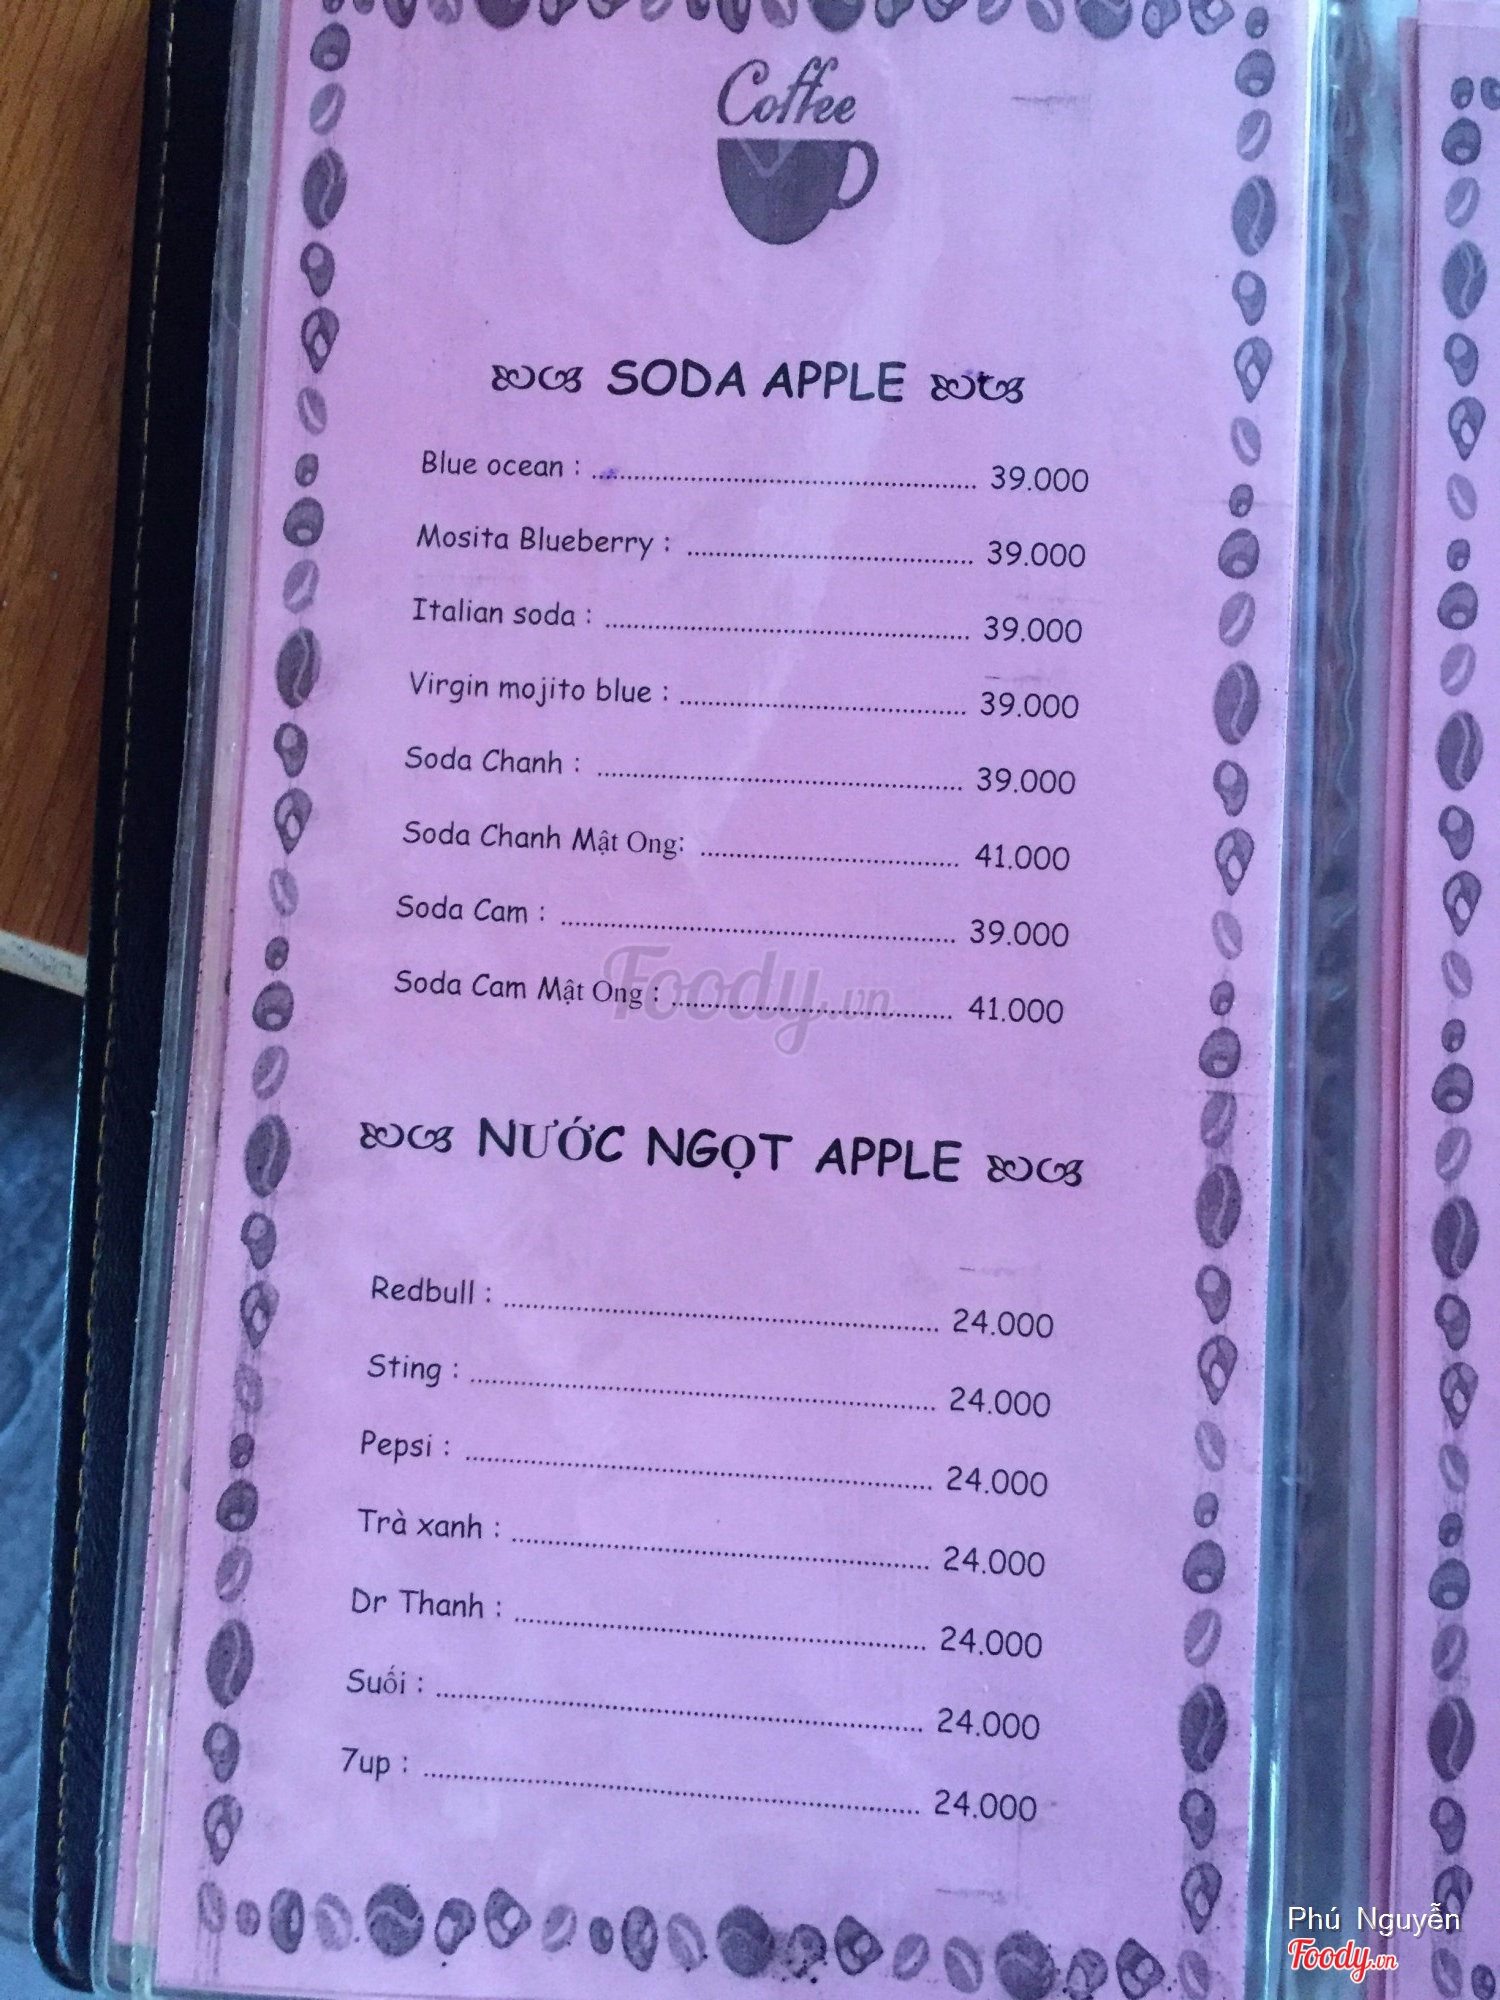 Coffee
SODA APPLE
Blue ocean : 39.000
Mosita Blueberry : 39.000
Italian soda : 39.000
Virgin mojito blue : 39.000
Soda Chanh : 39.000
Soda Chanh Mật Ong: 41.000
Soda Cam : 39.000
Soda Cam Mật Ong : 41.000
Foody.vn
NƯỚC NGỌT APPLE
Redbull : 24.000
Sting : 24.000
Pepsi : 24.000
Trà xanh : 24.000
Dr Thanh : 24.000
Suối : 24.000
7up : 24.000
Phú Nguyễn
Foody.vn